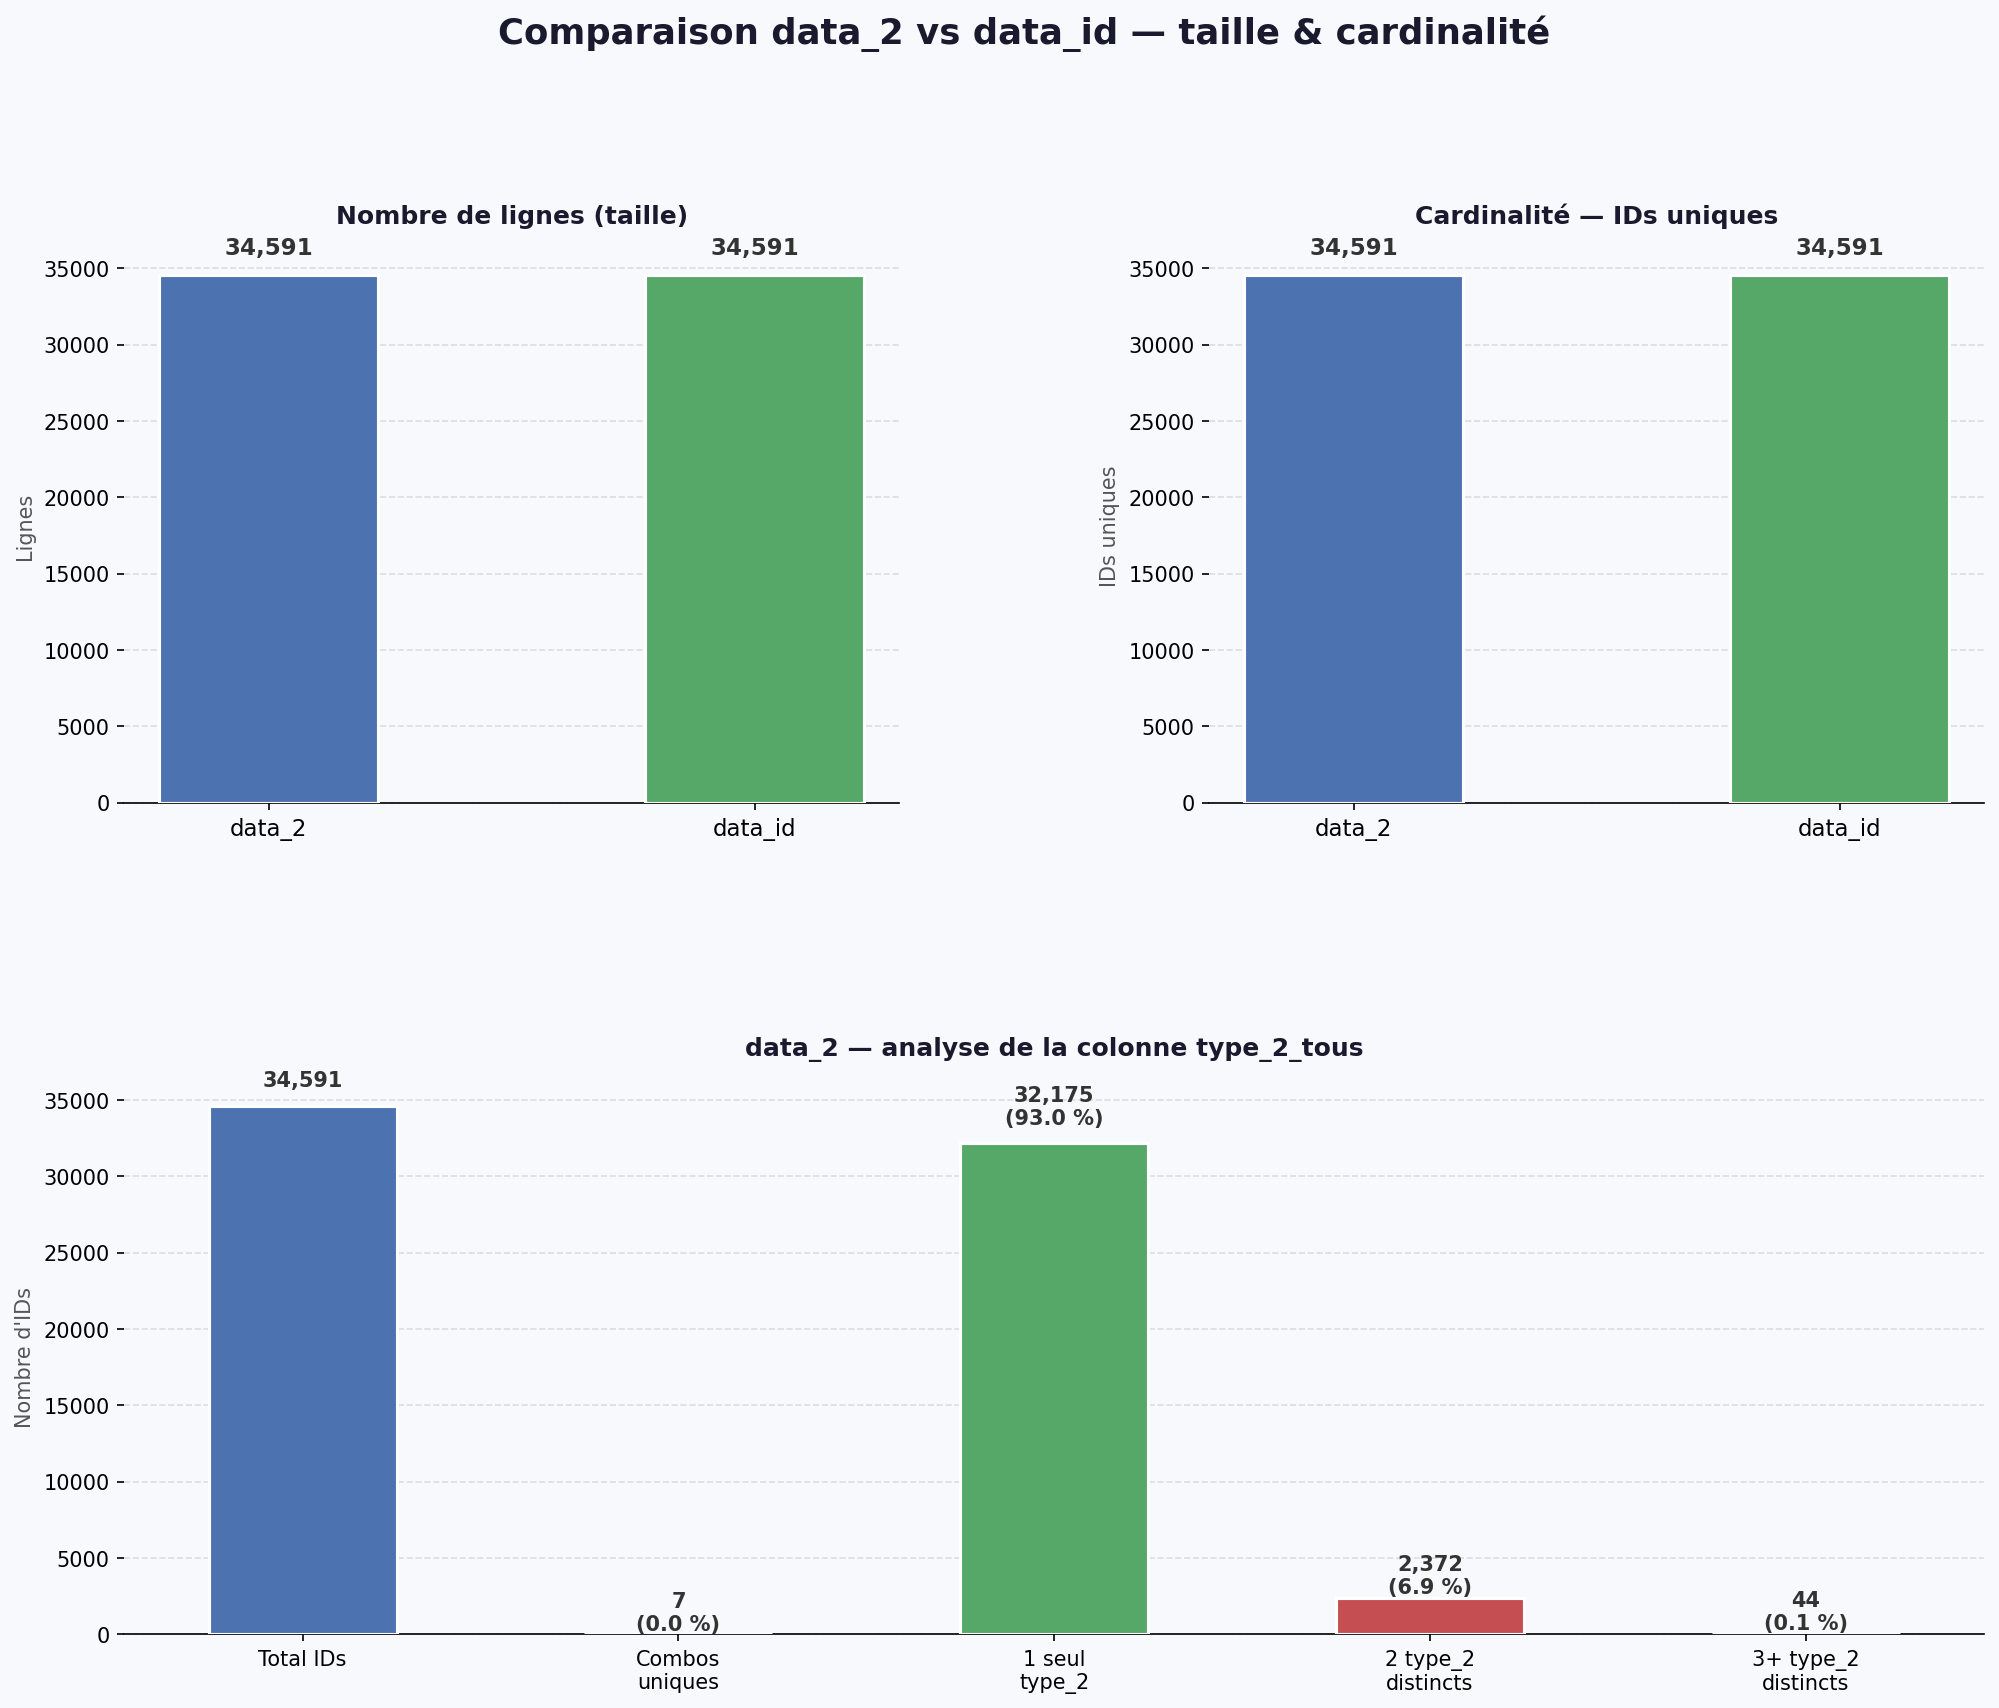 Comparaison data_2 vs data_id — taille & cardinalité
Nombre de lignes (taille)
34,591
34,591
35000
30000
25000
20000
15000
10000
5000
0
Lignes
data_2
data_id
Cardinalité — IDs uniques
34,591
34,591
35000
30000
25000
20000
15000
10000
5000
0
IDs uniques
data_2
data_id
data_2 — analyse de la colonne type_2_tous
34,591
7
(0.0 %)
32,175
(93.0 %)
2,372
(6.9 %)
44
(0.1 %)
35000
30000
25000
20000
15000
10000
5000
0
Nombre d'IDs
Total IDs
Combos
uniques
1 seul
type_2
2 type_2
distincts
3+ type_2
distincts